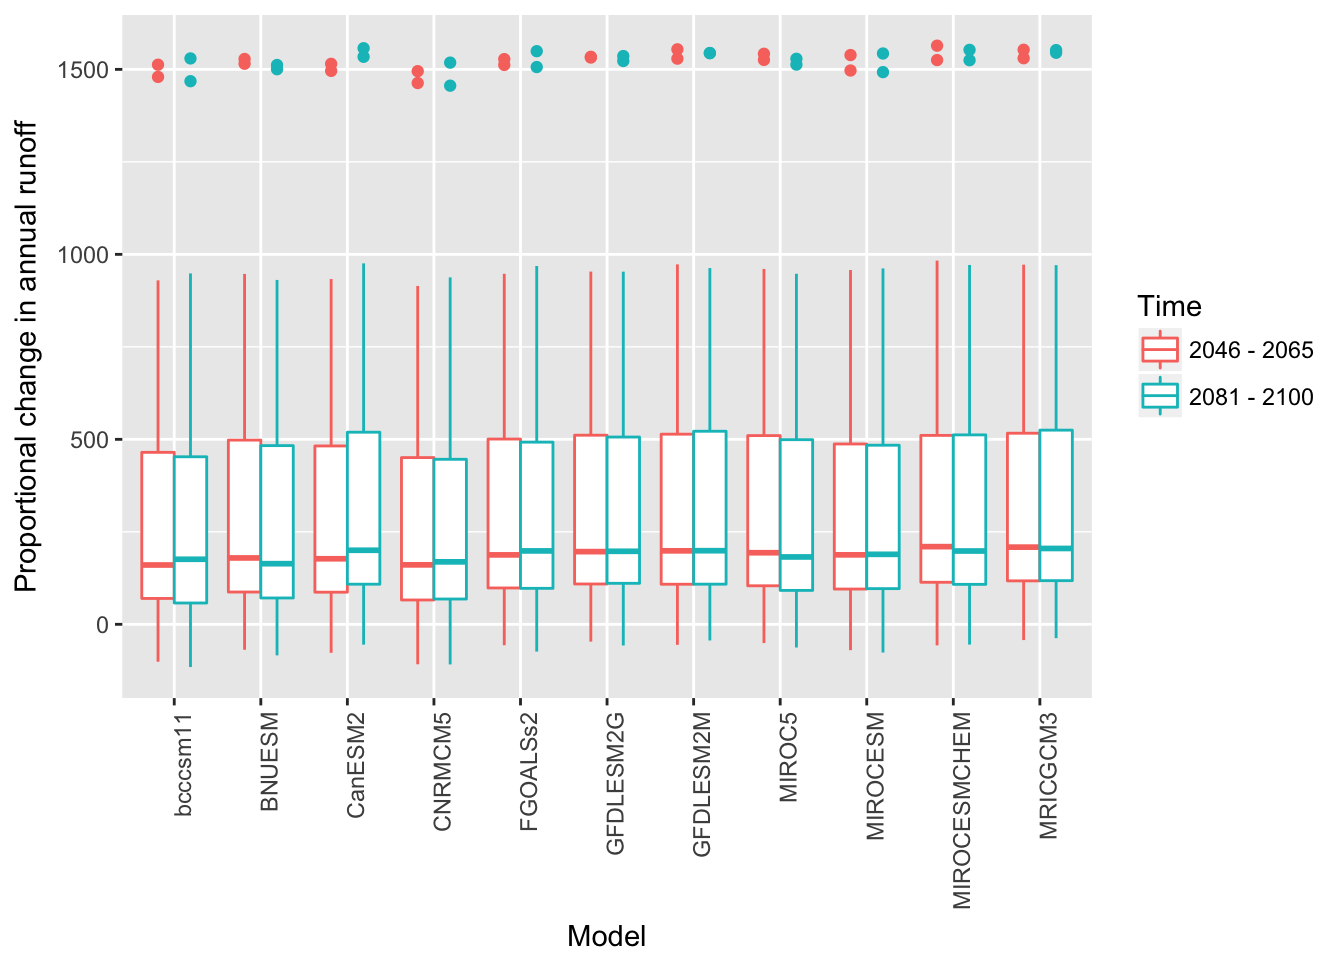 Proportional change in annual runoff
1500
1000
500
0
bcccsm11
BNUESM
CanESM2
CNRMCM5
FGOALSs2
GFDLESM2G
GFDLESM2M
MIROC5
MIROCESM
MIROCESMCHEM
MRICGCM3
Model
Time
2046 - 2065
2081 - 2100